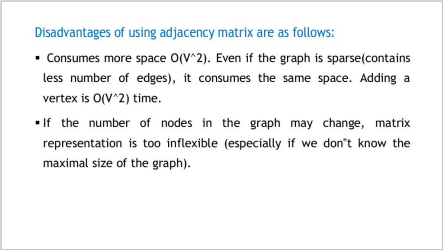 Disadvantages of using adjacency matrix are as follows:
▪ Consumes more space O(V^2). Even if the graph is sparse(contains
less number of edges), it consumes the same space. Adding a
vertex is O(V^2) time.
▪ If the number of nodes in the graph may change, matrix
representation is too inflexible (especially if we don"t know the
maximal size of the graph).